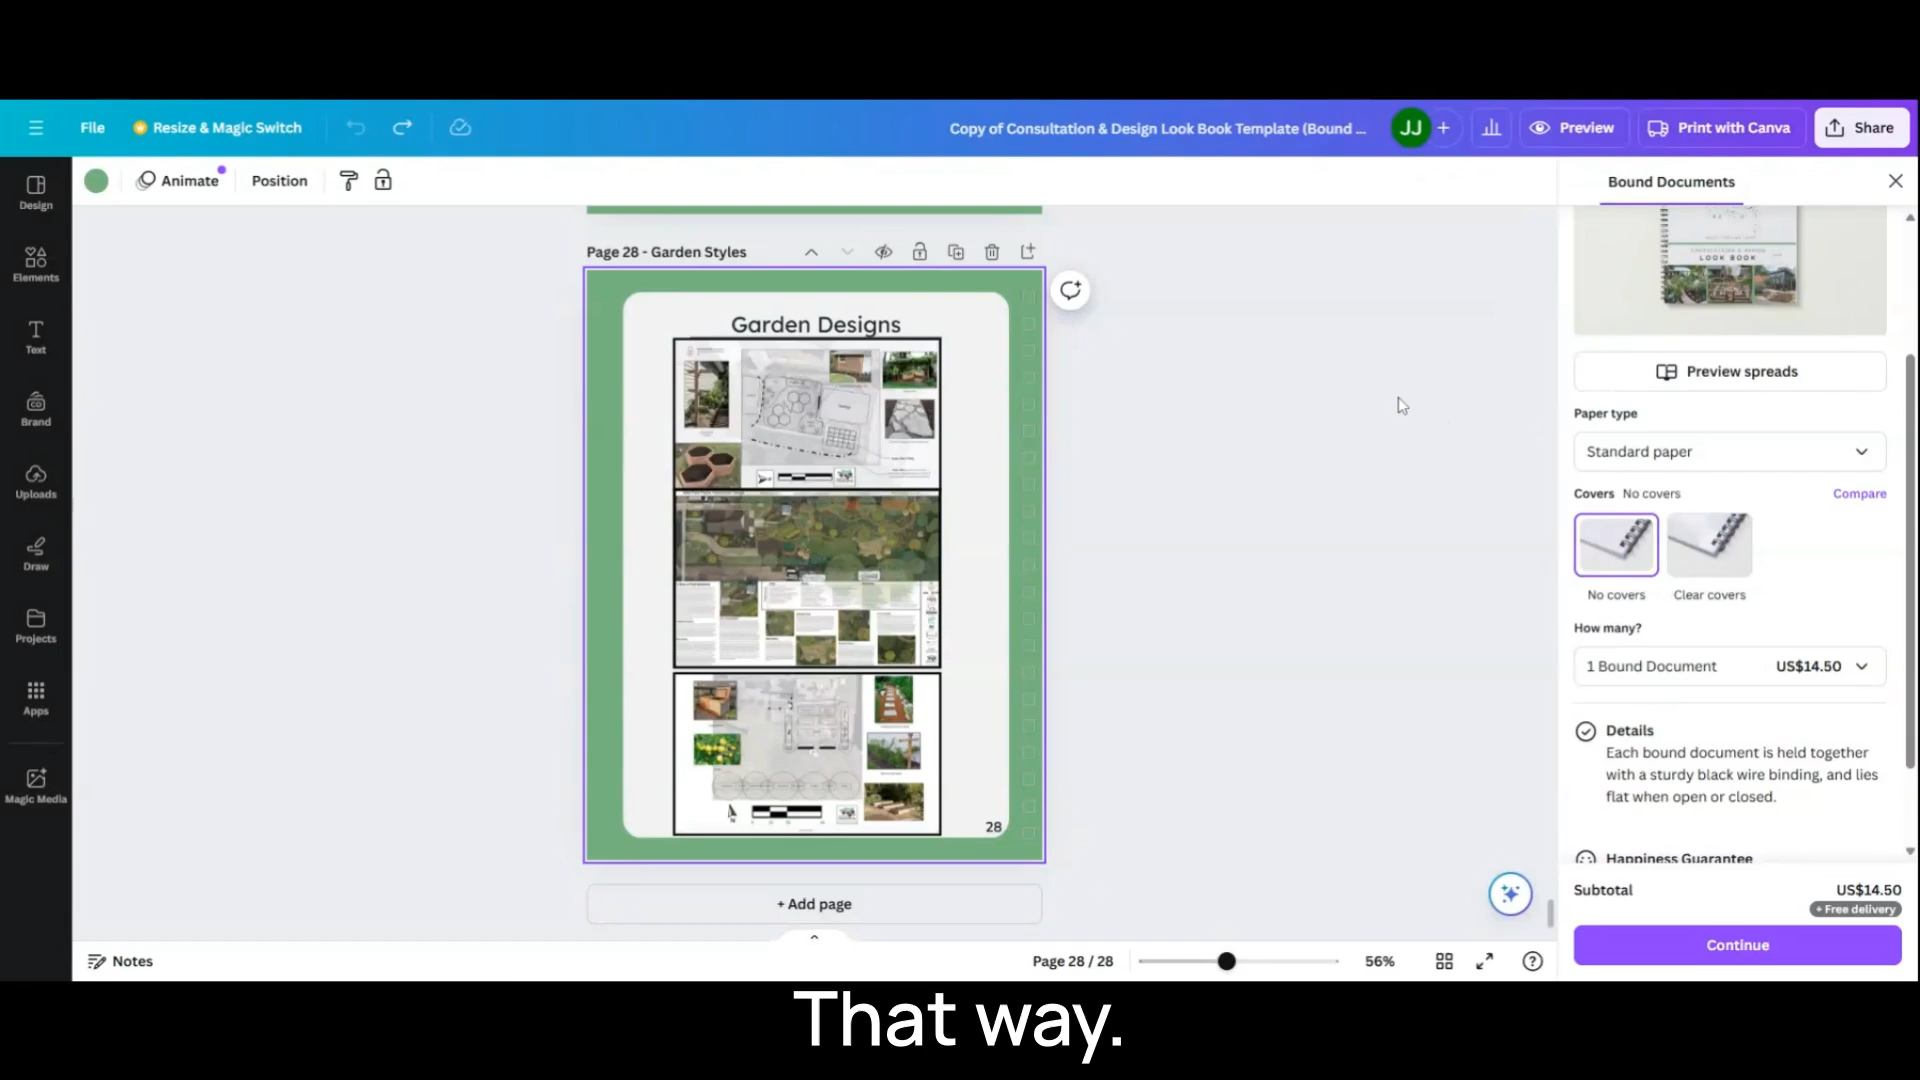 File
Resize & Magic Switch
Copy of Consultation & Design Look Book Template (Bound ...
JJ
Preview
Print with Canva
Share
Animate
Position
Bound Documents
Design
Elements
Text
Brand
Uploads
Draw
Projects
Apps
Magic Media
Page 28 - Garden Styles
Garden Designs
28
+ Add page
LOOK BOOK
Preview spreads
Paper type
Standard paper
Covers No covers
Compare
No covers
Clear covers
How many?
1 Bound Document US$14.50
Details
Each bound document is held together
with a sturdy black wire binding, and lies
flat when open or closed.
Happiness Guarantee
Subtotal
US$14.50
+ Free delivery
Continue
Notes
Page 28 / 28
56%
That way.